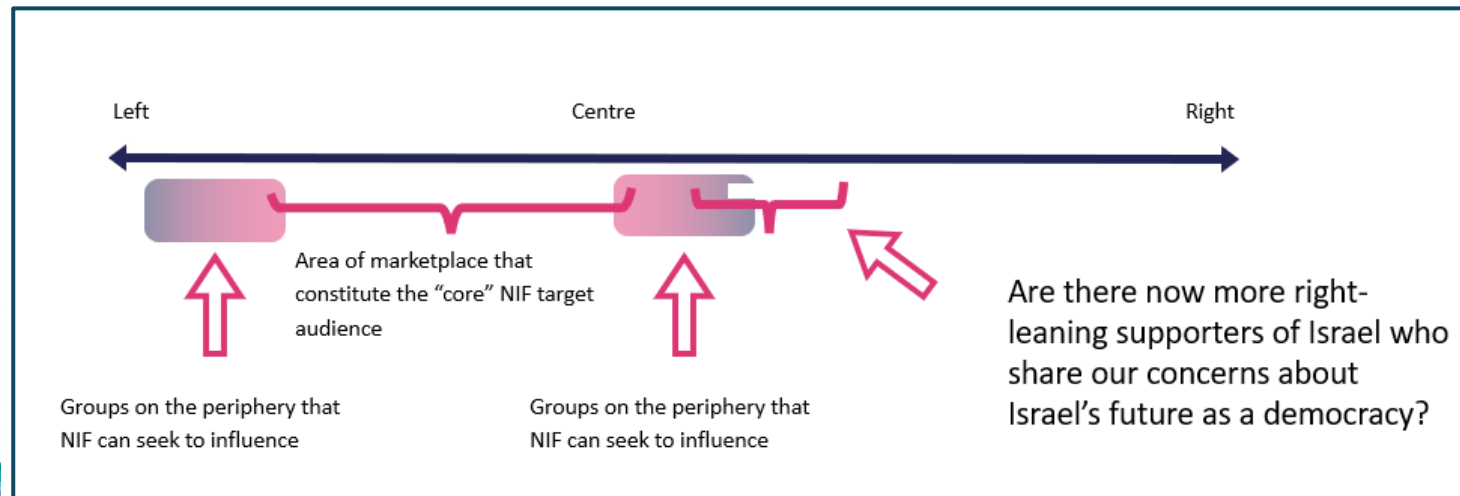 Left
Centre
Right
Area of marketplace that
constitute the “core” NIF target
audience
Groups on the periphery that
NIF can seek to influence
Groups on the periphery that
NIF can seek to influence
Are there now more right-
leaning supporters of Israel who
share our concerns about
Israel’s future as a democracy?